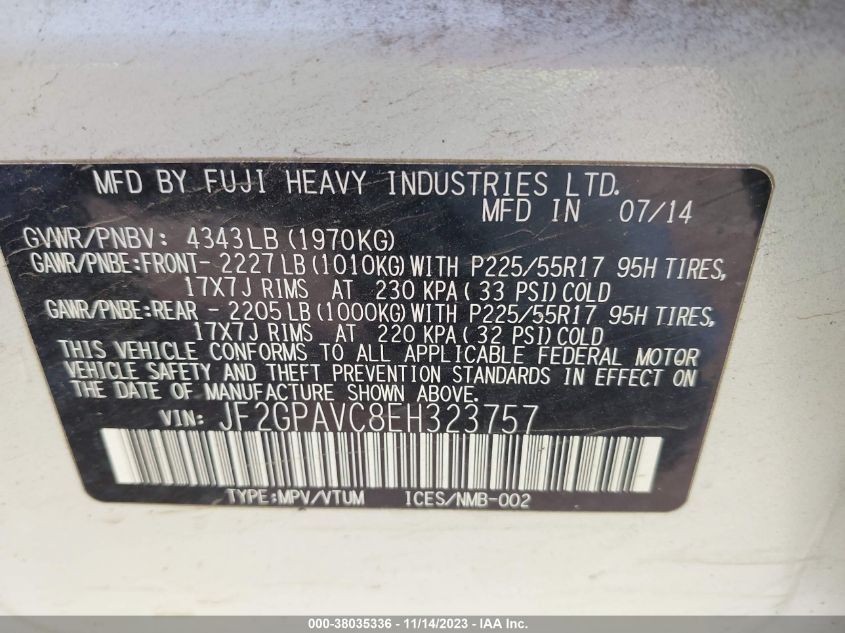 MFD BY FUJI HEAVY INDUSTRIES LTD.
MFD IN 07/14
GVWR/PNBV: 4343LB(1970KG)
GAWR/PNBE:FRONT- 2227LB(1010KG)WITH P225/55R17 95H TIRES,
17X7J RIMS AT 230 KPA( 33 PSI)COLD
GAWR/PNBE:REAR - 2205LB(1000KG)WITH P225/55R17 95H TIRES,
17X7J RIMS AT 220 KPA( 32 PSI)COLD
THIS VEHICLE CONFORMS TO ALL APPLICABLE FEDERAL MOTOR
VEHICLE SAFETY AND THEFT PREVENTION STANDARDS IN EFFECT ON
THE DATE OF MANUFACTURE SHOWN ABOVE.
VIN: JF2GPAVC8EH323757
TYPE:MPV/VTUM ICES/NMB-002
000-38035336 - 11/14/2023 - IAA Inc.